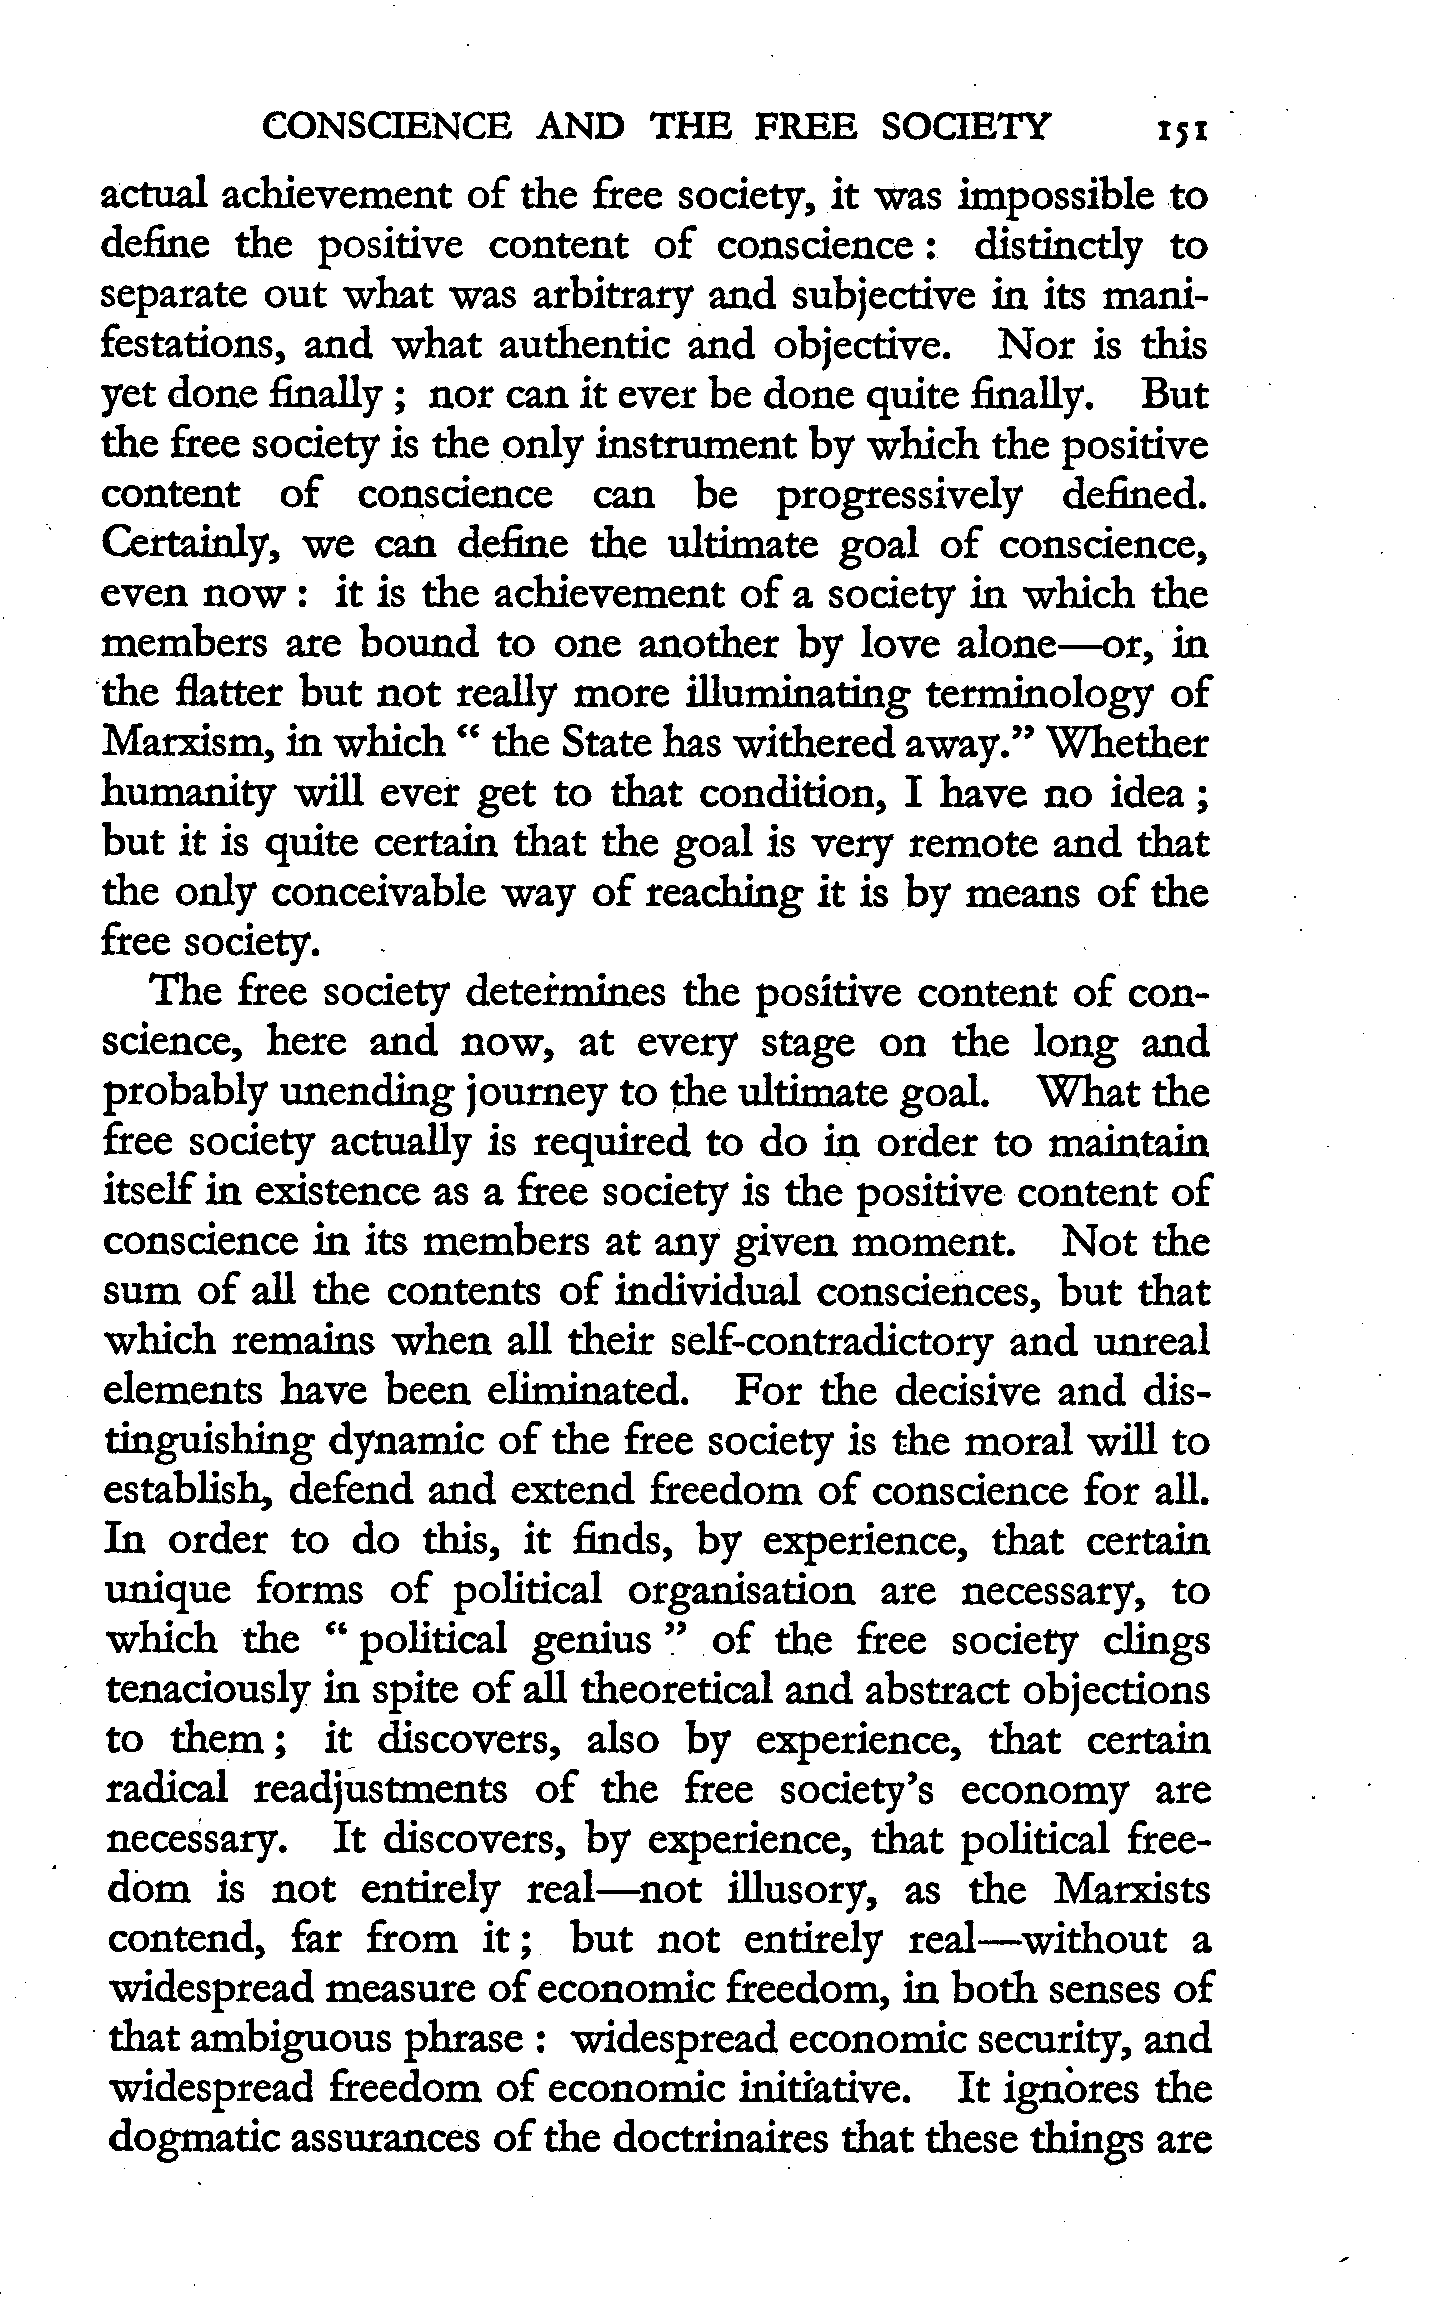 CONSCIENCE AND THE FREE SOCIETY 151
actual achievement of the free society, it was impossible to
define the positive content of conscience : distinctly to
separate out what was arbitrary and subjective in its mani-
festations, and what authentic and objective. Nor is this
yet done finally ; nor can it ever be done quite finally. But
the free society is the only instrument by which the positive
content of conscience can be progressively defined.
Certainly, we can define the ultimate goal of conscience,
even now : it is the achievement of a society in which the
members are bound to one another by love alone—or, in
the flatter but not really more illuminating terminology of
Marxism, in which “ the State has withered away.” Whether
humanity will ever get to that condition, I have no idea ;
but it is quite certain that the goal is very remote and that
the only conceivable way of reaching it is by means of the
free society.
The free society determines the positive content of con-
science, here and now, at every stage on the long and
probably unending journey to the ultimate goal. What the
free society actually is required to do in order to maintain
itself in existence as a free society is the positive content of
conscience in its members at any given moment. Not the
sum of all the contents of individual consciences, but that
which remains when all their self-contradictory and unreal
elements have been eliminated. For the decisive and dis-
tinguishing dynamic of the free society is the moral will to
establish, defend and extend freedom of conscience for all.
In order to do this, it finds, by experience, that certain
unique forms of political organisation are necessary, to
which the “ political genius ” of the free society clings
tenaciously in spite of all theoretical and abstract objections
to them ; it discovers, also by experience, that certain
radical readjustments of the free society’s economy are
necessary. It discovers, by experience, that political free-
dom is not entirely real—not illusory, as the Marxists
contend, far from it ; but not entirely real—without a
widespread measure of economic freedom, in both senses of
that ambiguous phrase : widespread economic security, and
widespread freedom of economic initiative. It ignores the
dogmatic assurances of the doctrinaires that these things are